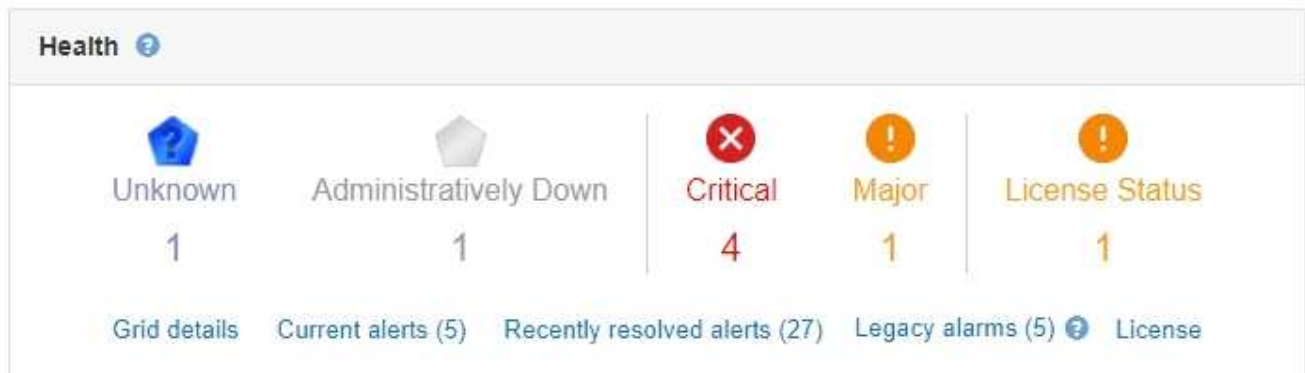 Health
Unknown Administratively Down Critical Major License Status
1 1 4 1 1
Grid details Current alerts (5) Recently resolved alerts (27) Legacy alarms (5) License